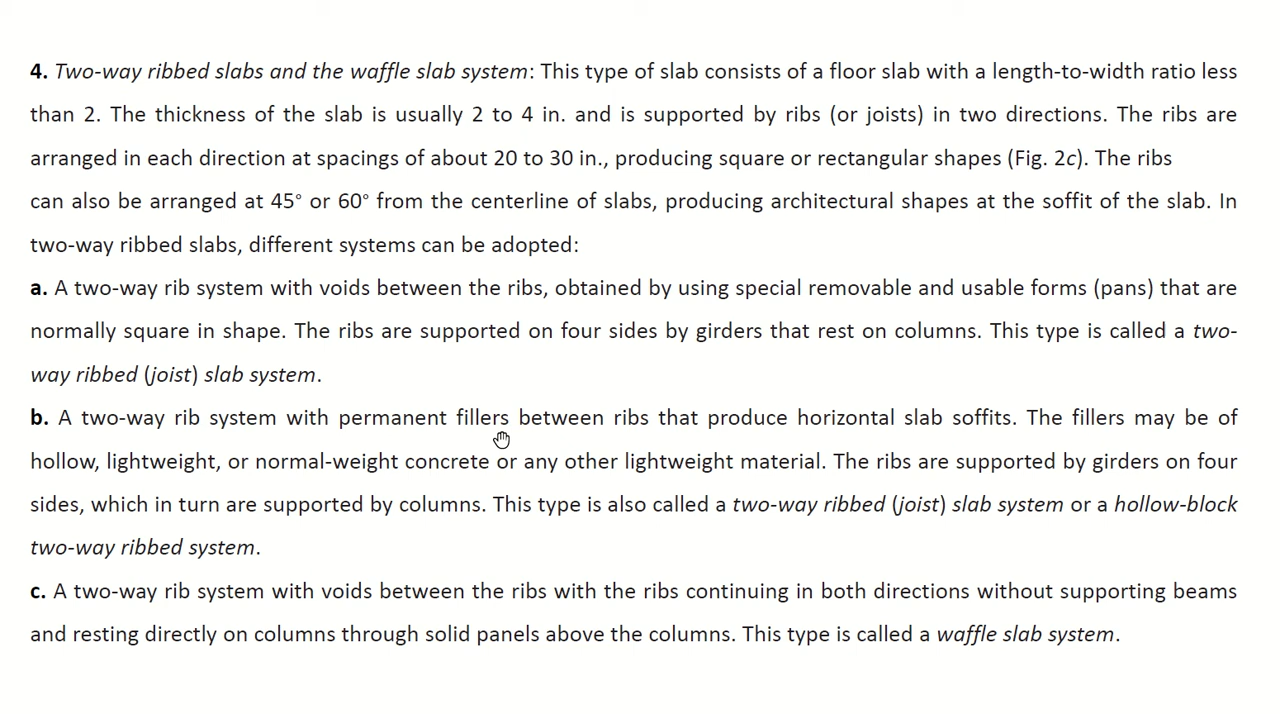 4. Two-way ribbed slabs and the waffle slab system: This type of slab consists of a floor slab with a length-to-width ratio less
than 2. The thickness of the slab is usually 2 to 4 in. and is supported by ribs (or joists) in two directions. The ribs are
arranged in each direction at spacings of about 20 to 30 in., producing square or rectangular shapes (Fig. 2c). The ribs
can also be arranged at 45° or 60° from the centerline of slabs, producing architectural shapes at the soffit of the slab. In
two-way ribbed slabs, different systems can be adopted:
a. A two-way rib system with voids between the ribs, obtained by using special removable and usable forms (pans) that are
normally square in shape. The ribs are supported on four sides by girders that rest on columns. This type is called a two-
way ribbed (joist) slab system.
b. A two-way rib system with permanent fillers between ribs that produce horizontal slab soffits. The fillers may be of
hollow, lightweight, or normal-weight concrete or any other lightweight material. The ribs are supported by girders on four
sides, which in turn are supported by columns. This type is also called a two-way ribbed (joist) slab system or a hollow-block
two-way ribbed system.
c. A two-way rib system with voids between the ribs with the ribs continuing in both directions without supporting beams
and resting directly on columns through solid panels above the columns. This type is called a waffle slab system.